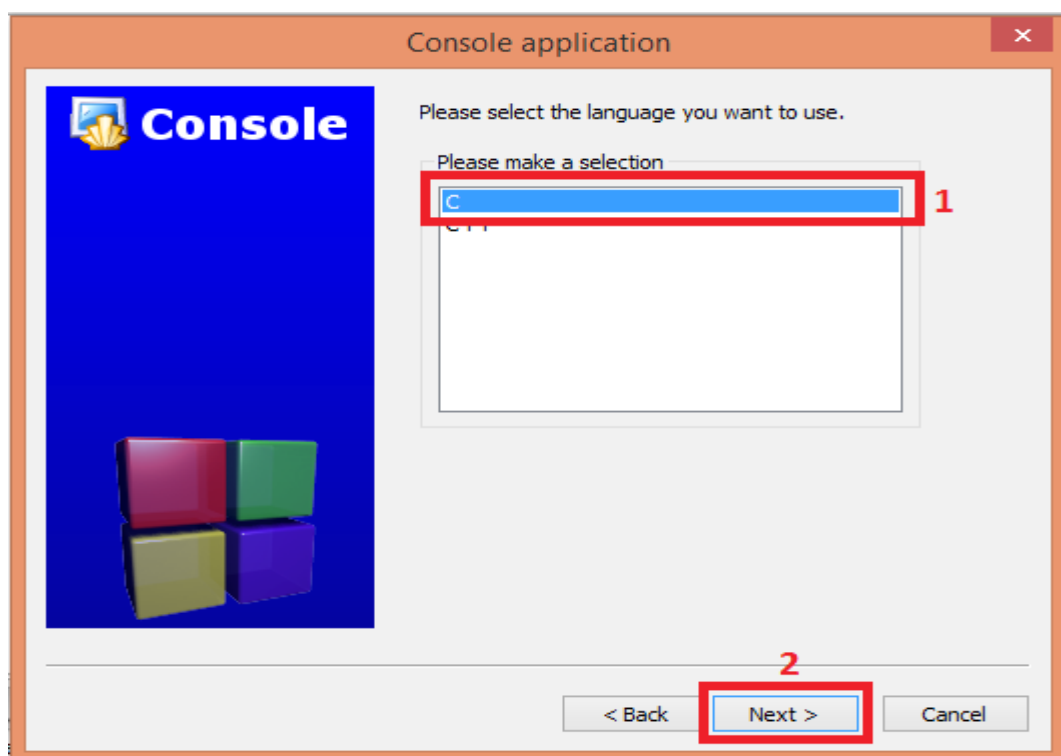 Console application
Console
Please select the language you want to use.
Please make a selection
C
1
2
< Back
Next >
Cancel